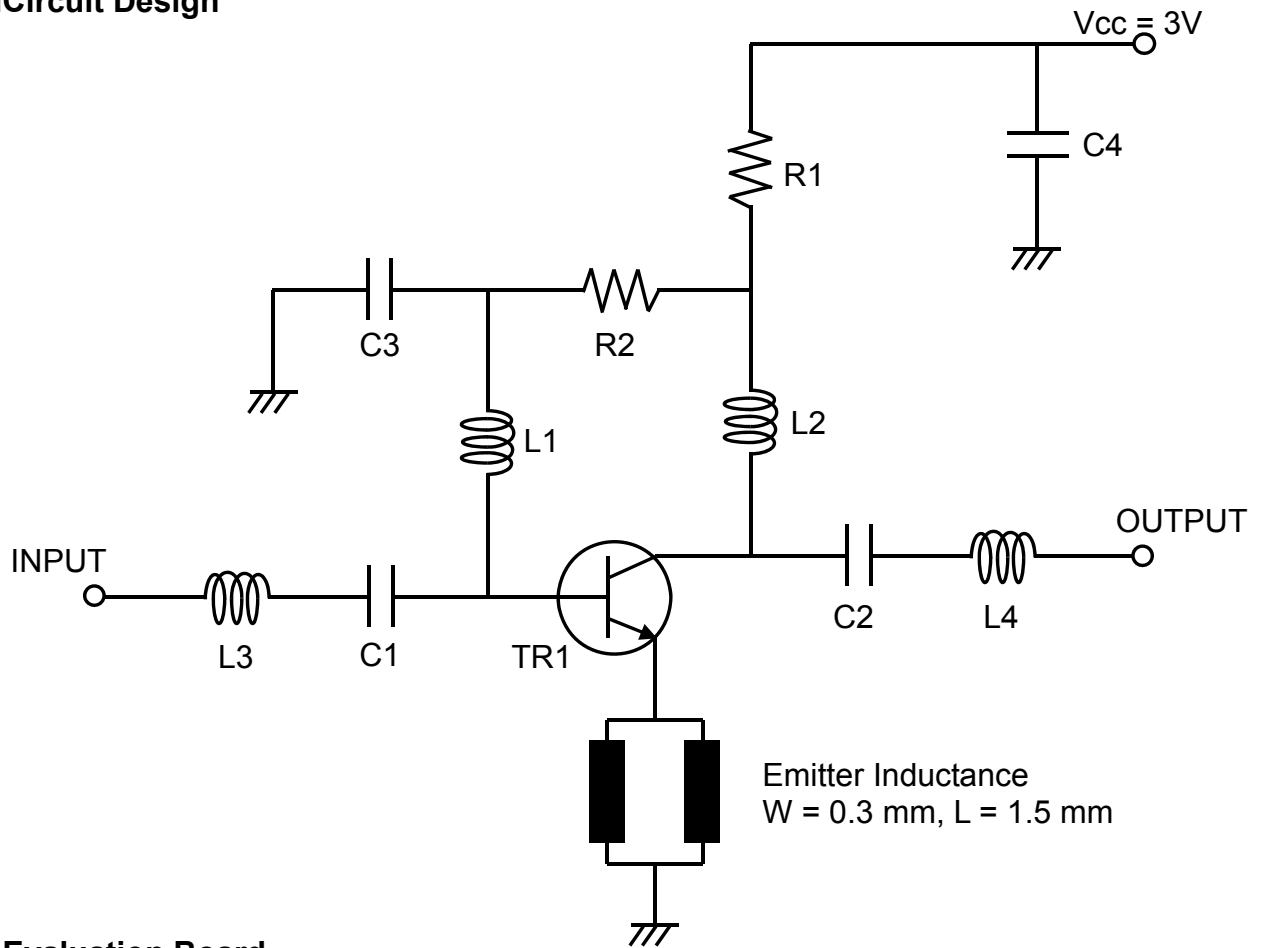 Circuit Design
Vcc = 3V
C4
R1
C3
R2
L1
L2
OUTPUT
INPUT
C2
L4
L3
C1
TR1
Emitter Inductance
W = 0.3 mm, L = 1.5 mm
Evaluation Board